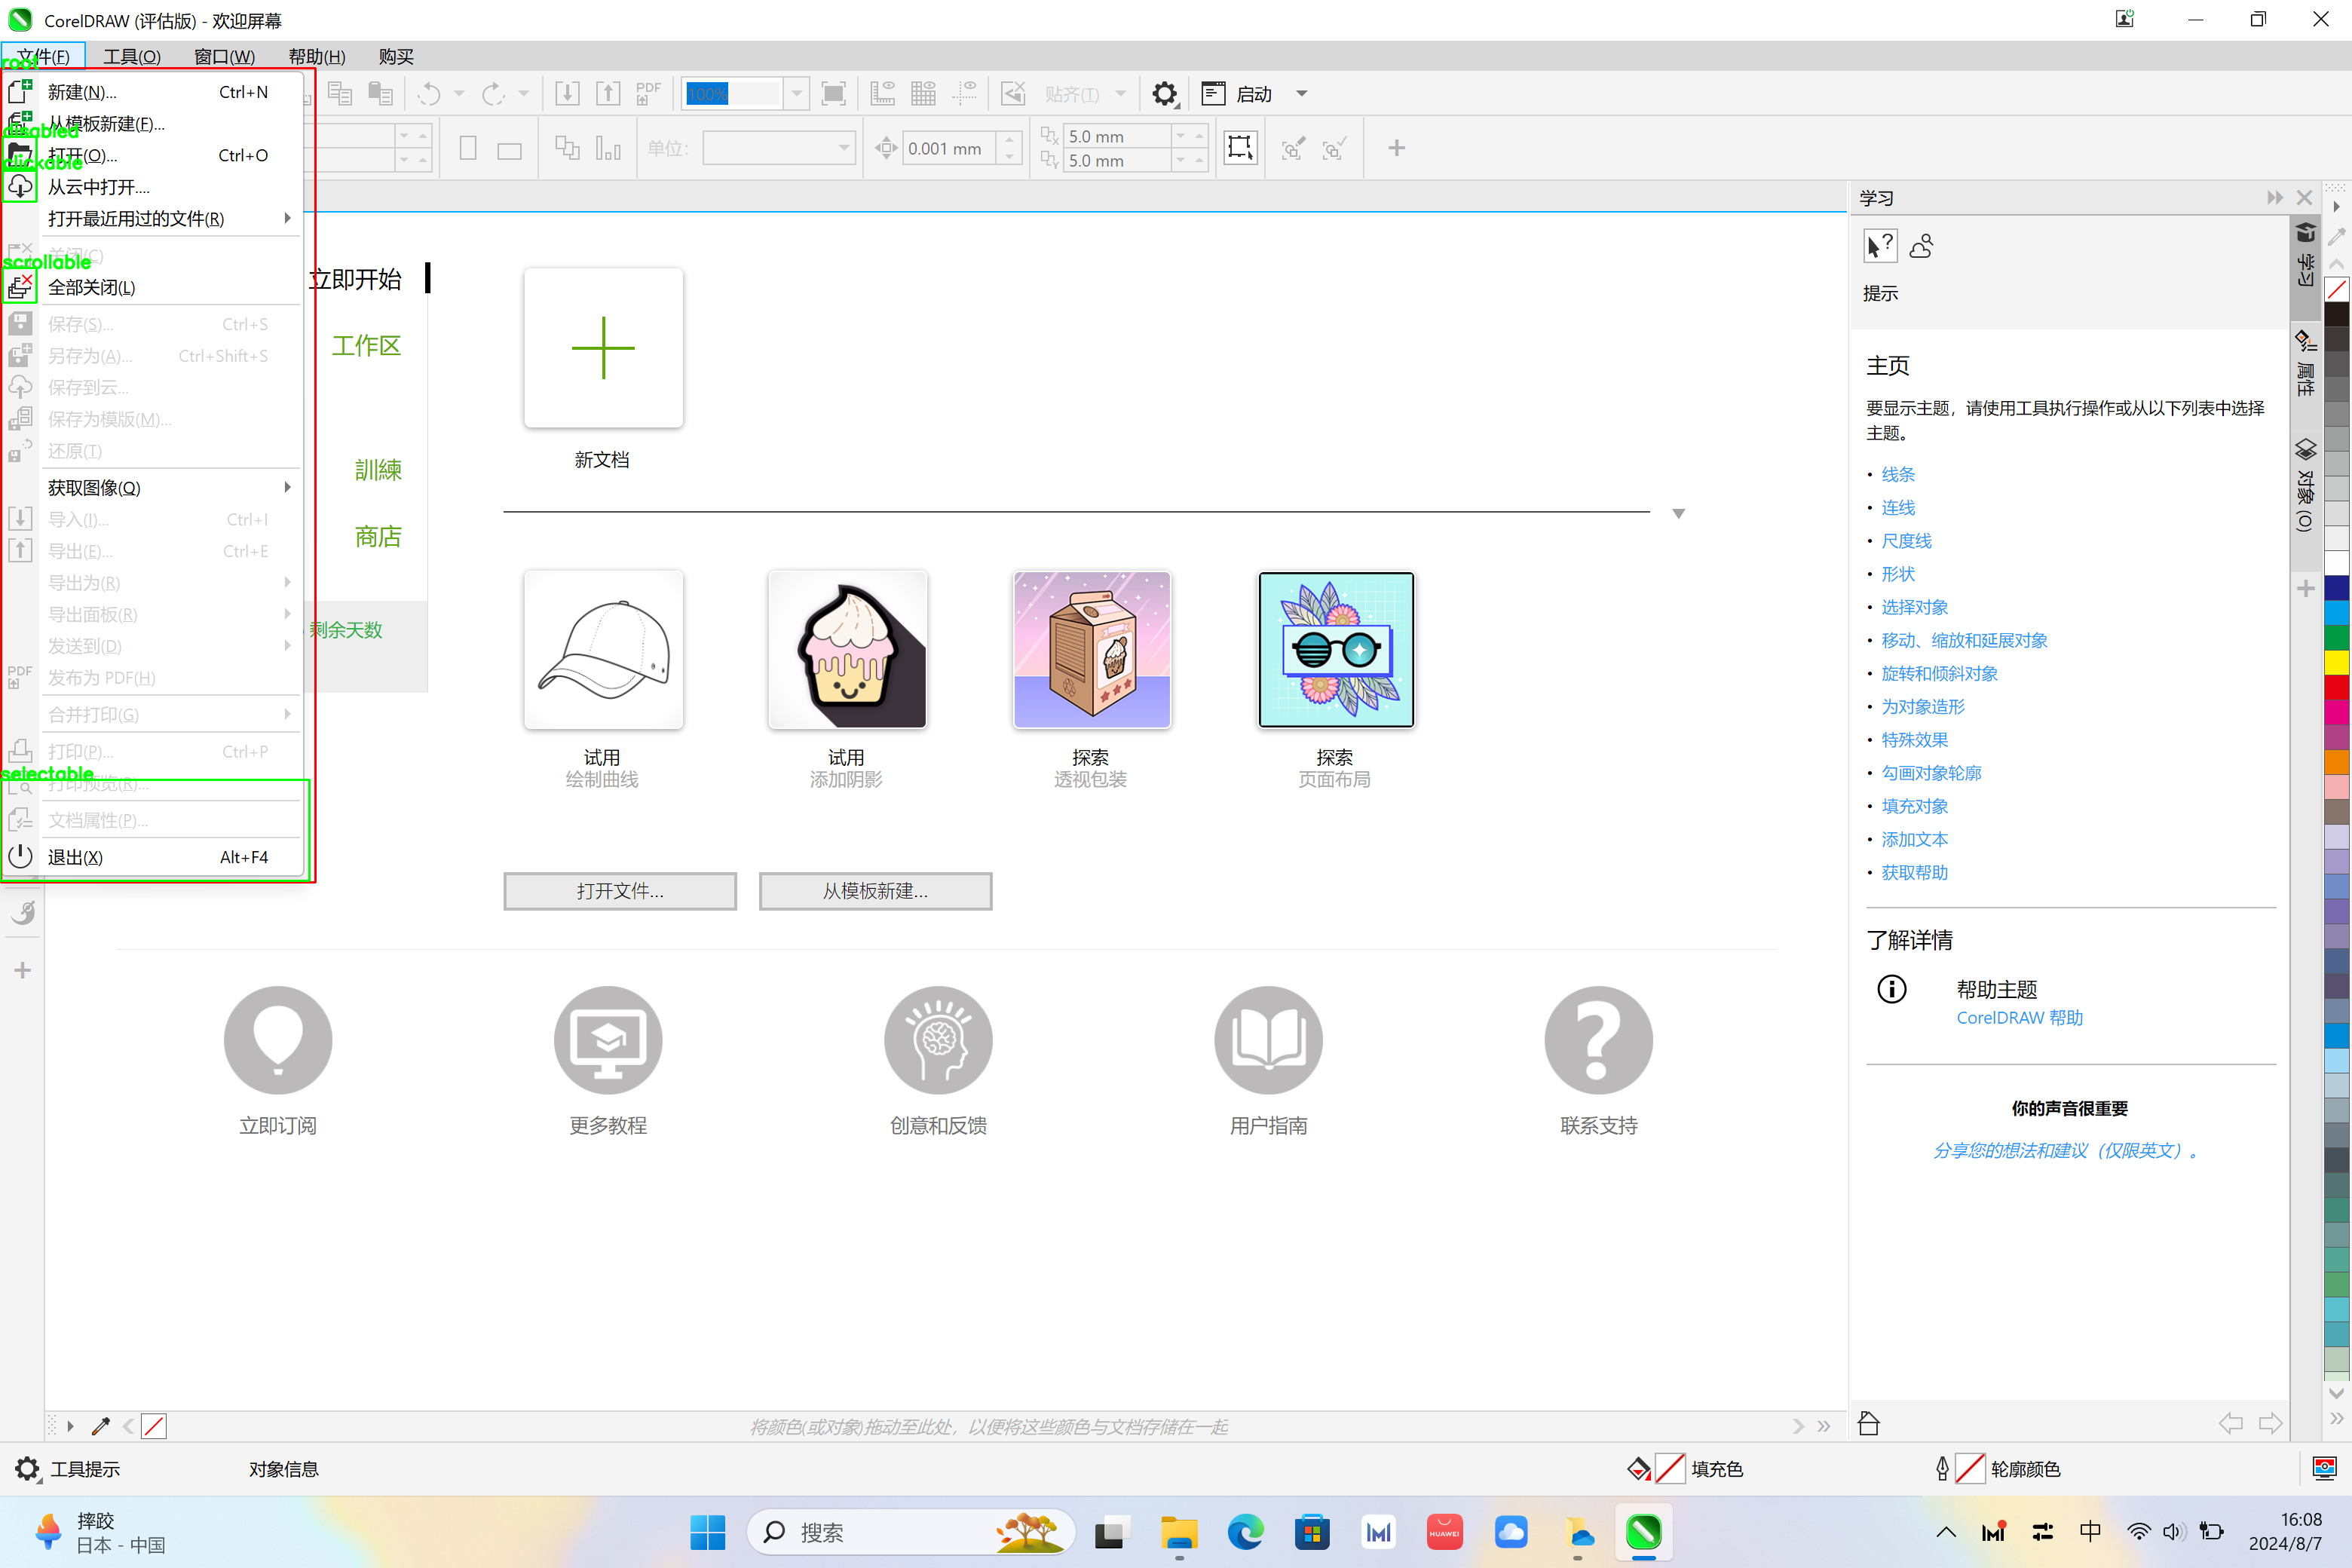 CorelDRAW (评估版) - 欢迎屏幕
文件(F) 工具(O) 窗口(W) 帮助(H) 购买
root
新建(N)... Ctrl+N
从模板新建(F)...
disabled
打开(O)... Ctrl+O
clickable
从云中打开....
打开最近用过的文件(R)
关闭(C)
scrollable
全部关闭(L)
保存(S)... Ctrl+S
另存为(A)... Ctrl+Shift+S
保存到云...
保存为模版(M)...
还原(T)
获取图像(Q)
导入(I)... Ctrl+I
导出(E)... Ctrl+E
导出为(R)
导出面板(R)
发送到(D)
PDF 发布为 PDF(H)
合并打印(G)
打印(P)... Ctrl+P
selectable
打印预览(R)...
文档属性(P)...
退出(X) Alt+F4
PDF 100% 贴齐(T) 启动
单位: 0.001 mm 5.0 mm
5.0 mm
立即开始
工作区
訓練
商店
剩余天数
新文档
试用
绘制曲线
试用
添加阴影
探索
透视包装
探索
页面布局
打开文件... 从模板新建...
立即订阅 更多教程 创意和反馈 用户指南 联系支持
学习
提示
主页
要显示主题，请使用工具执行操作或从以下列表中选择
主题。
• 线条
• 连线
• 尺度线
• 形状
• 选择对象
• 移动、缩放和延展对象
• 旋转和倾斜对象
• 为对象造形
• 特殊效果
• 勾画对象轮廓
• 填充对象
• 添加文本
• 获取帮助
了解详情
帮助主题
CorelDRAW 帮助
你的声音很重要
分享您的想法和建议（仅限英文）。
学习
属性
对象 (O)
将颜色(或对象)拖动至此处，以便将这些颜色与文档存储在一起
工具提示 对象信息 填充色 轮廓颜色
摔跤
日本 - 中国
搜索
HUAWEI
中
16:08
2024/8/7